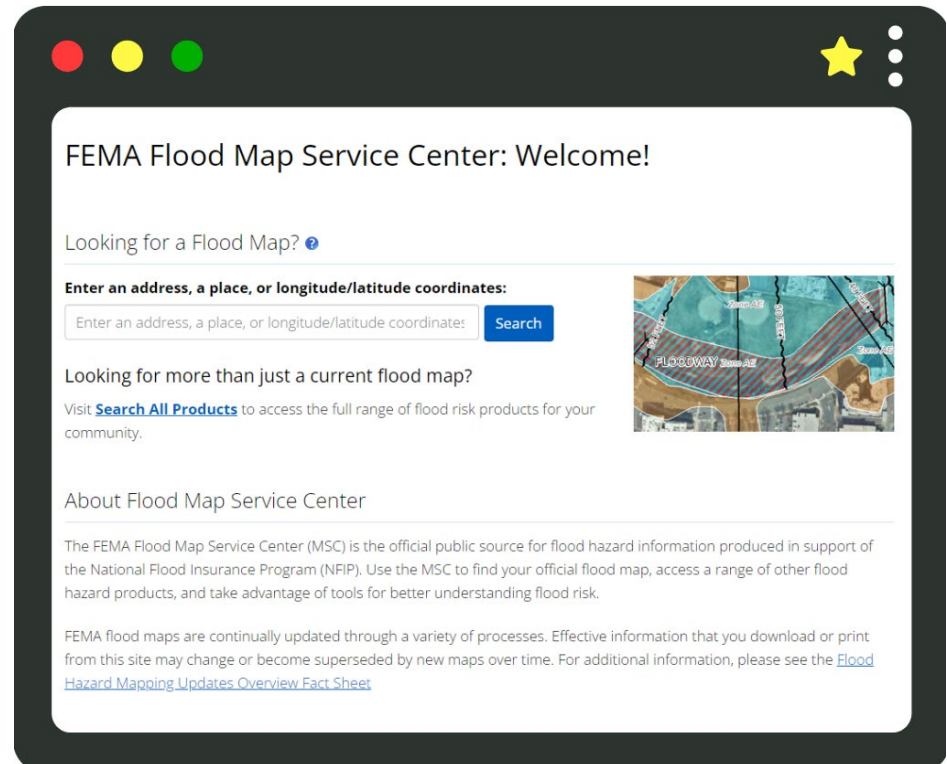 FEMA Flood Map Service Center: Welcome!
Looking for a Flood Map?
Enter an address, a place, or longitude/latitude coordinates:
Enter an address, a place, or longitude/latitude coordinates
Search
Looking for more than just a current flood map?
Visit Search All Products to access the full range of flood risk products for your
community.
Zone AE
FLOODWAY Zone AE
Zone AE
About Flood Map Service Center
The FEMA Flood Map Service Center (MSC) is the official public source for flood hazard information produced in support of
the National Flood Insurance Program (NFIP). Use the MSC to find your official flood map, access a range of other flood
hazard products, and take advantage of tools for better understanding flood risk.
FEMA flood maps are continually updated through a variety of processes. Effective information that you download or print
from this site may change or become superseded by new maps over time. For additional information, please see the Flood
Hazard Mapping Updates Overview Fact Sheet